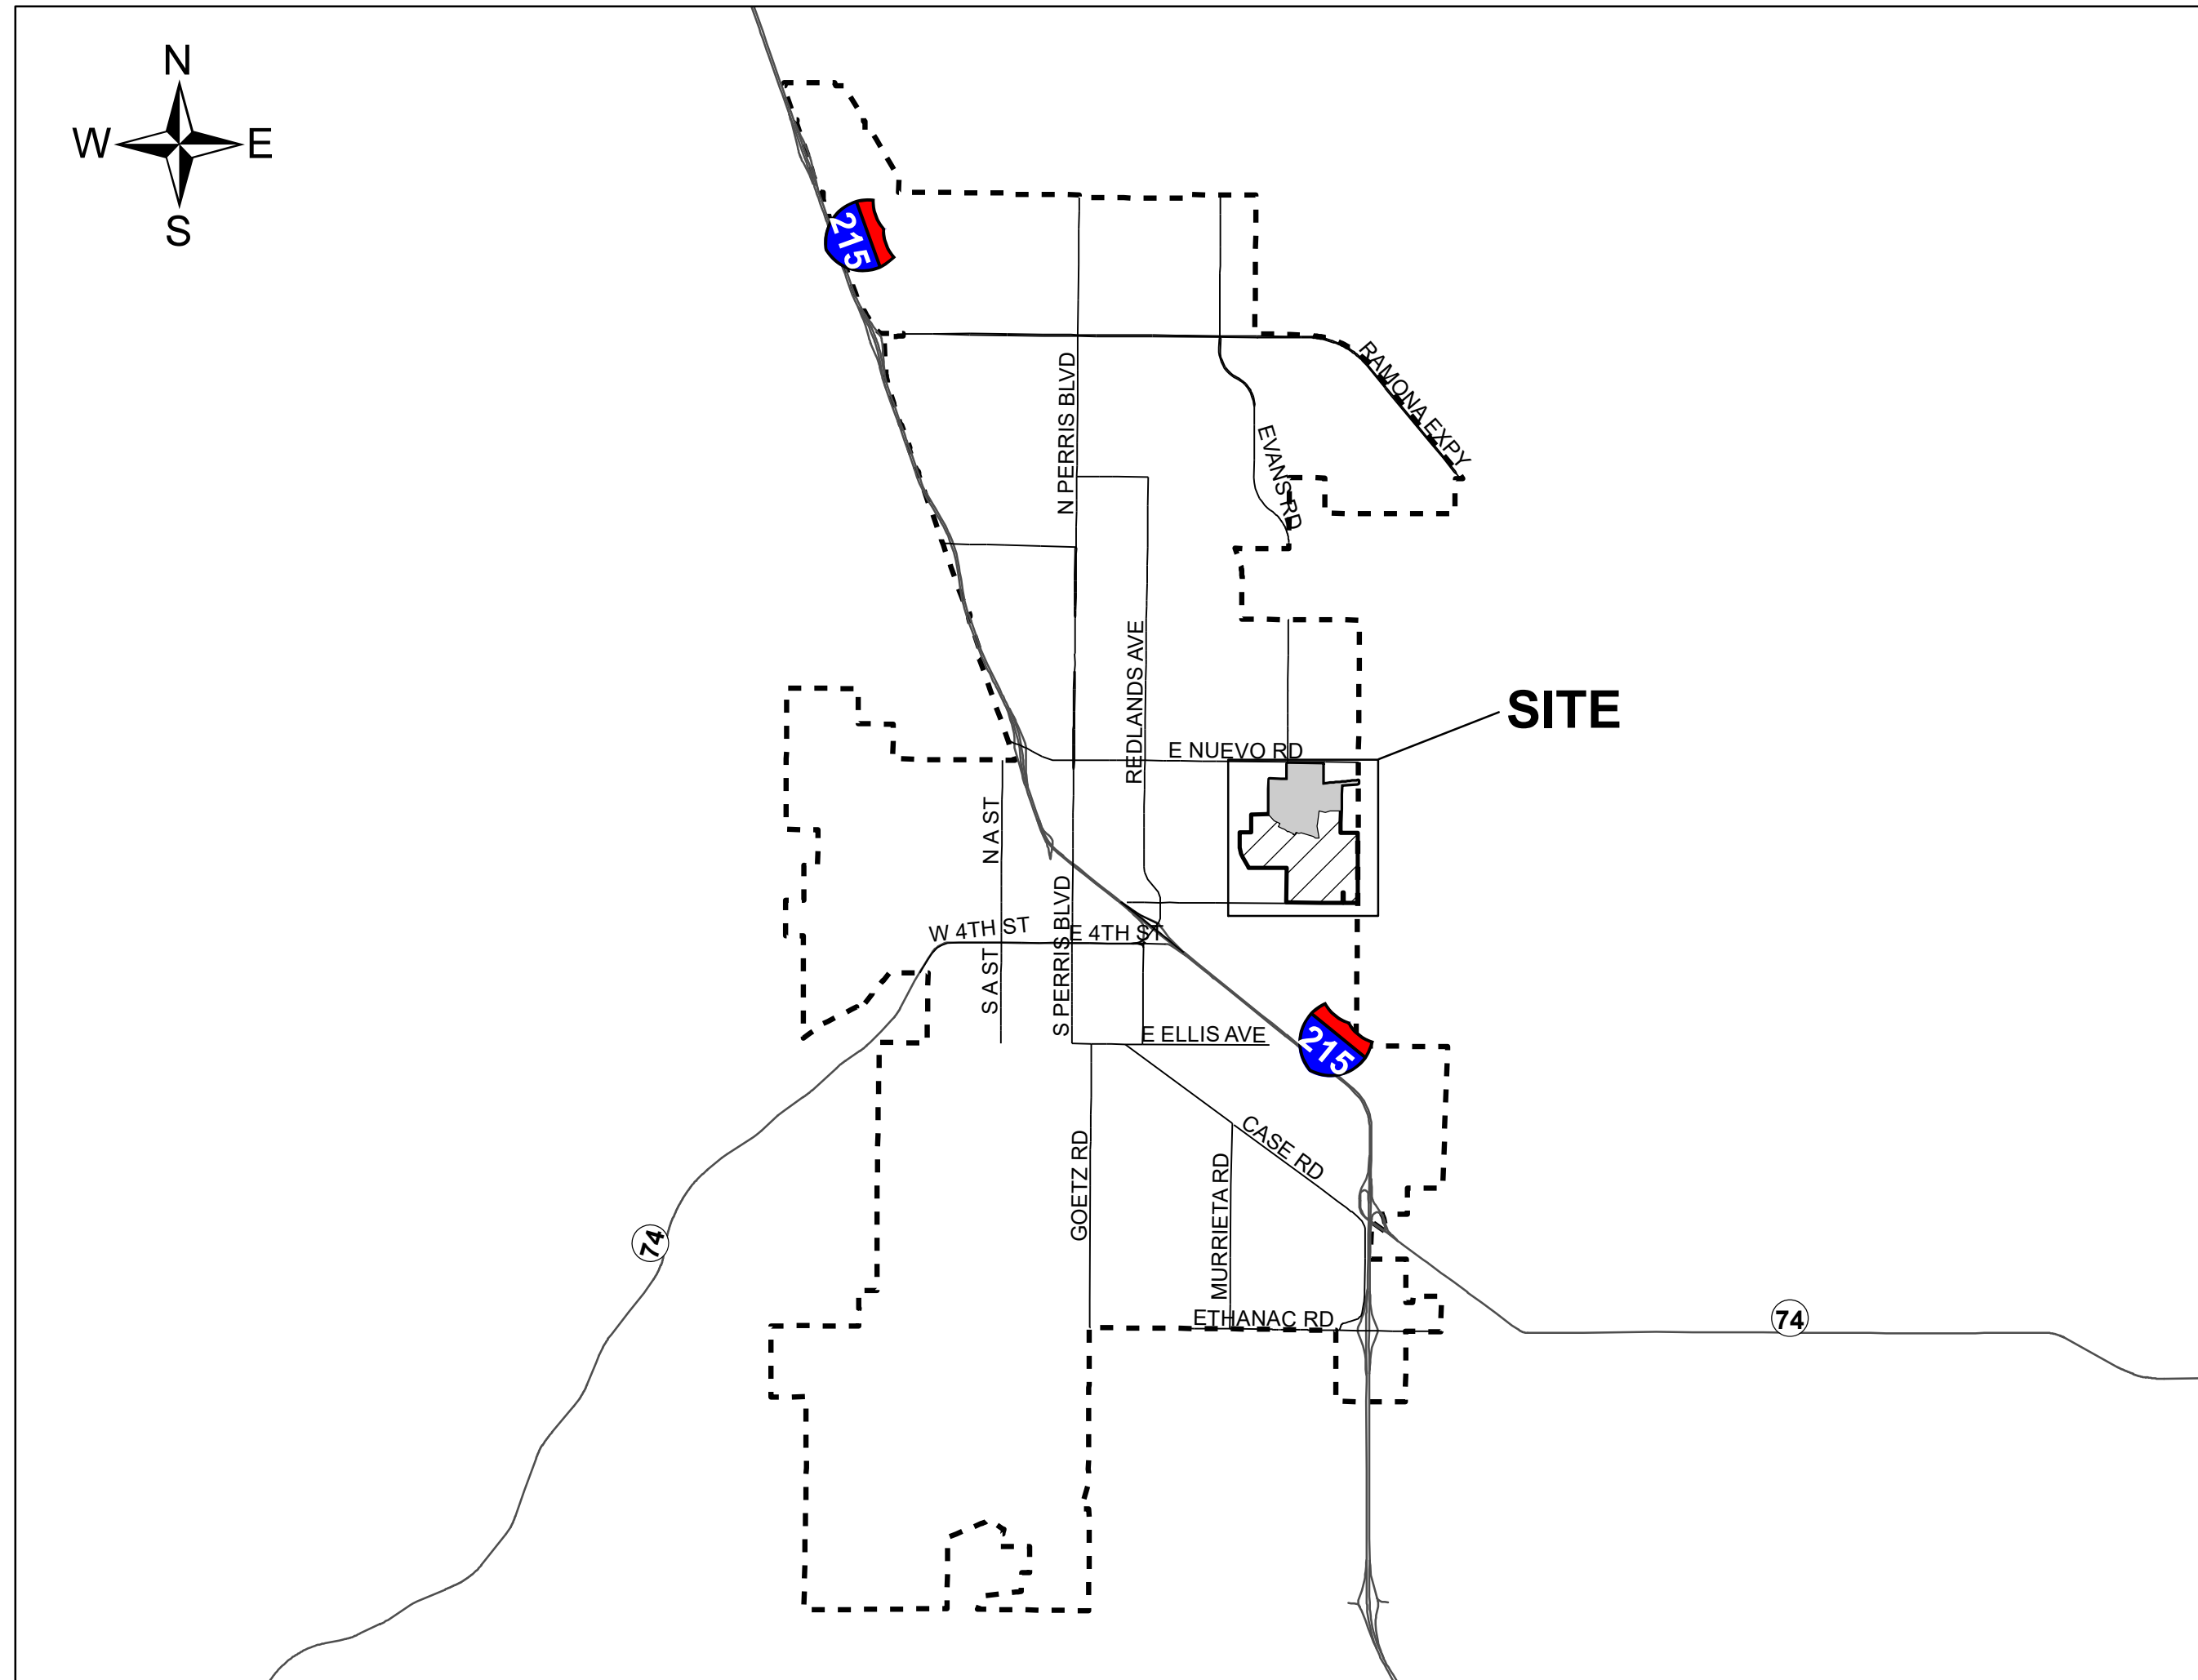 N
W E
S
215
RAMONA EXPY
N PERRIS BLVD
EVANS RD
REDLANDS AVE
SITE
E NUEVO RD
N A ST
S PERRIS BLVD
W 4TH ST
E 4TH ST
S A ST
215
E ELLIS AVE
CASE RD
GOETZ RD
MURRIETA RD
74
ETHANAC RD
74